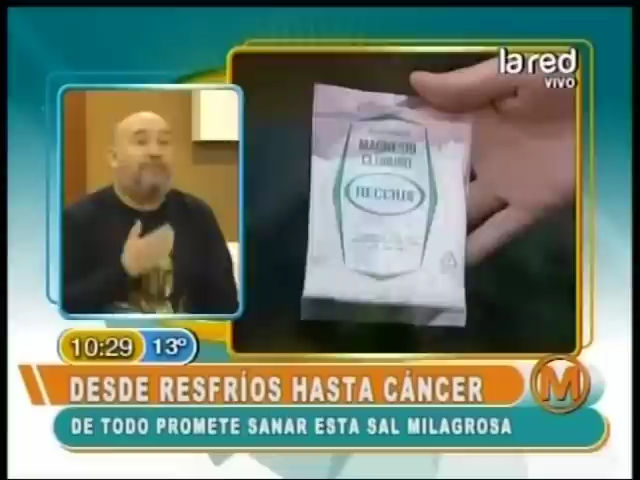 la red
VIVO
MAGNESIO
CLORURO
RECCIUS
10:29 13º
DESDE RESFRÍOS HASTA CÁNCER
M
DE TODO PROMETE SANAR ESTA SAL MILAGROSA